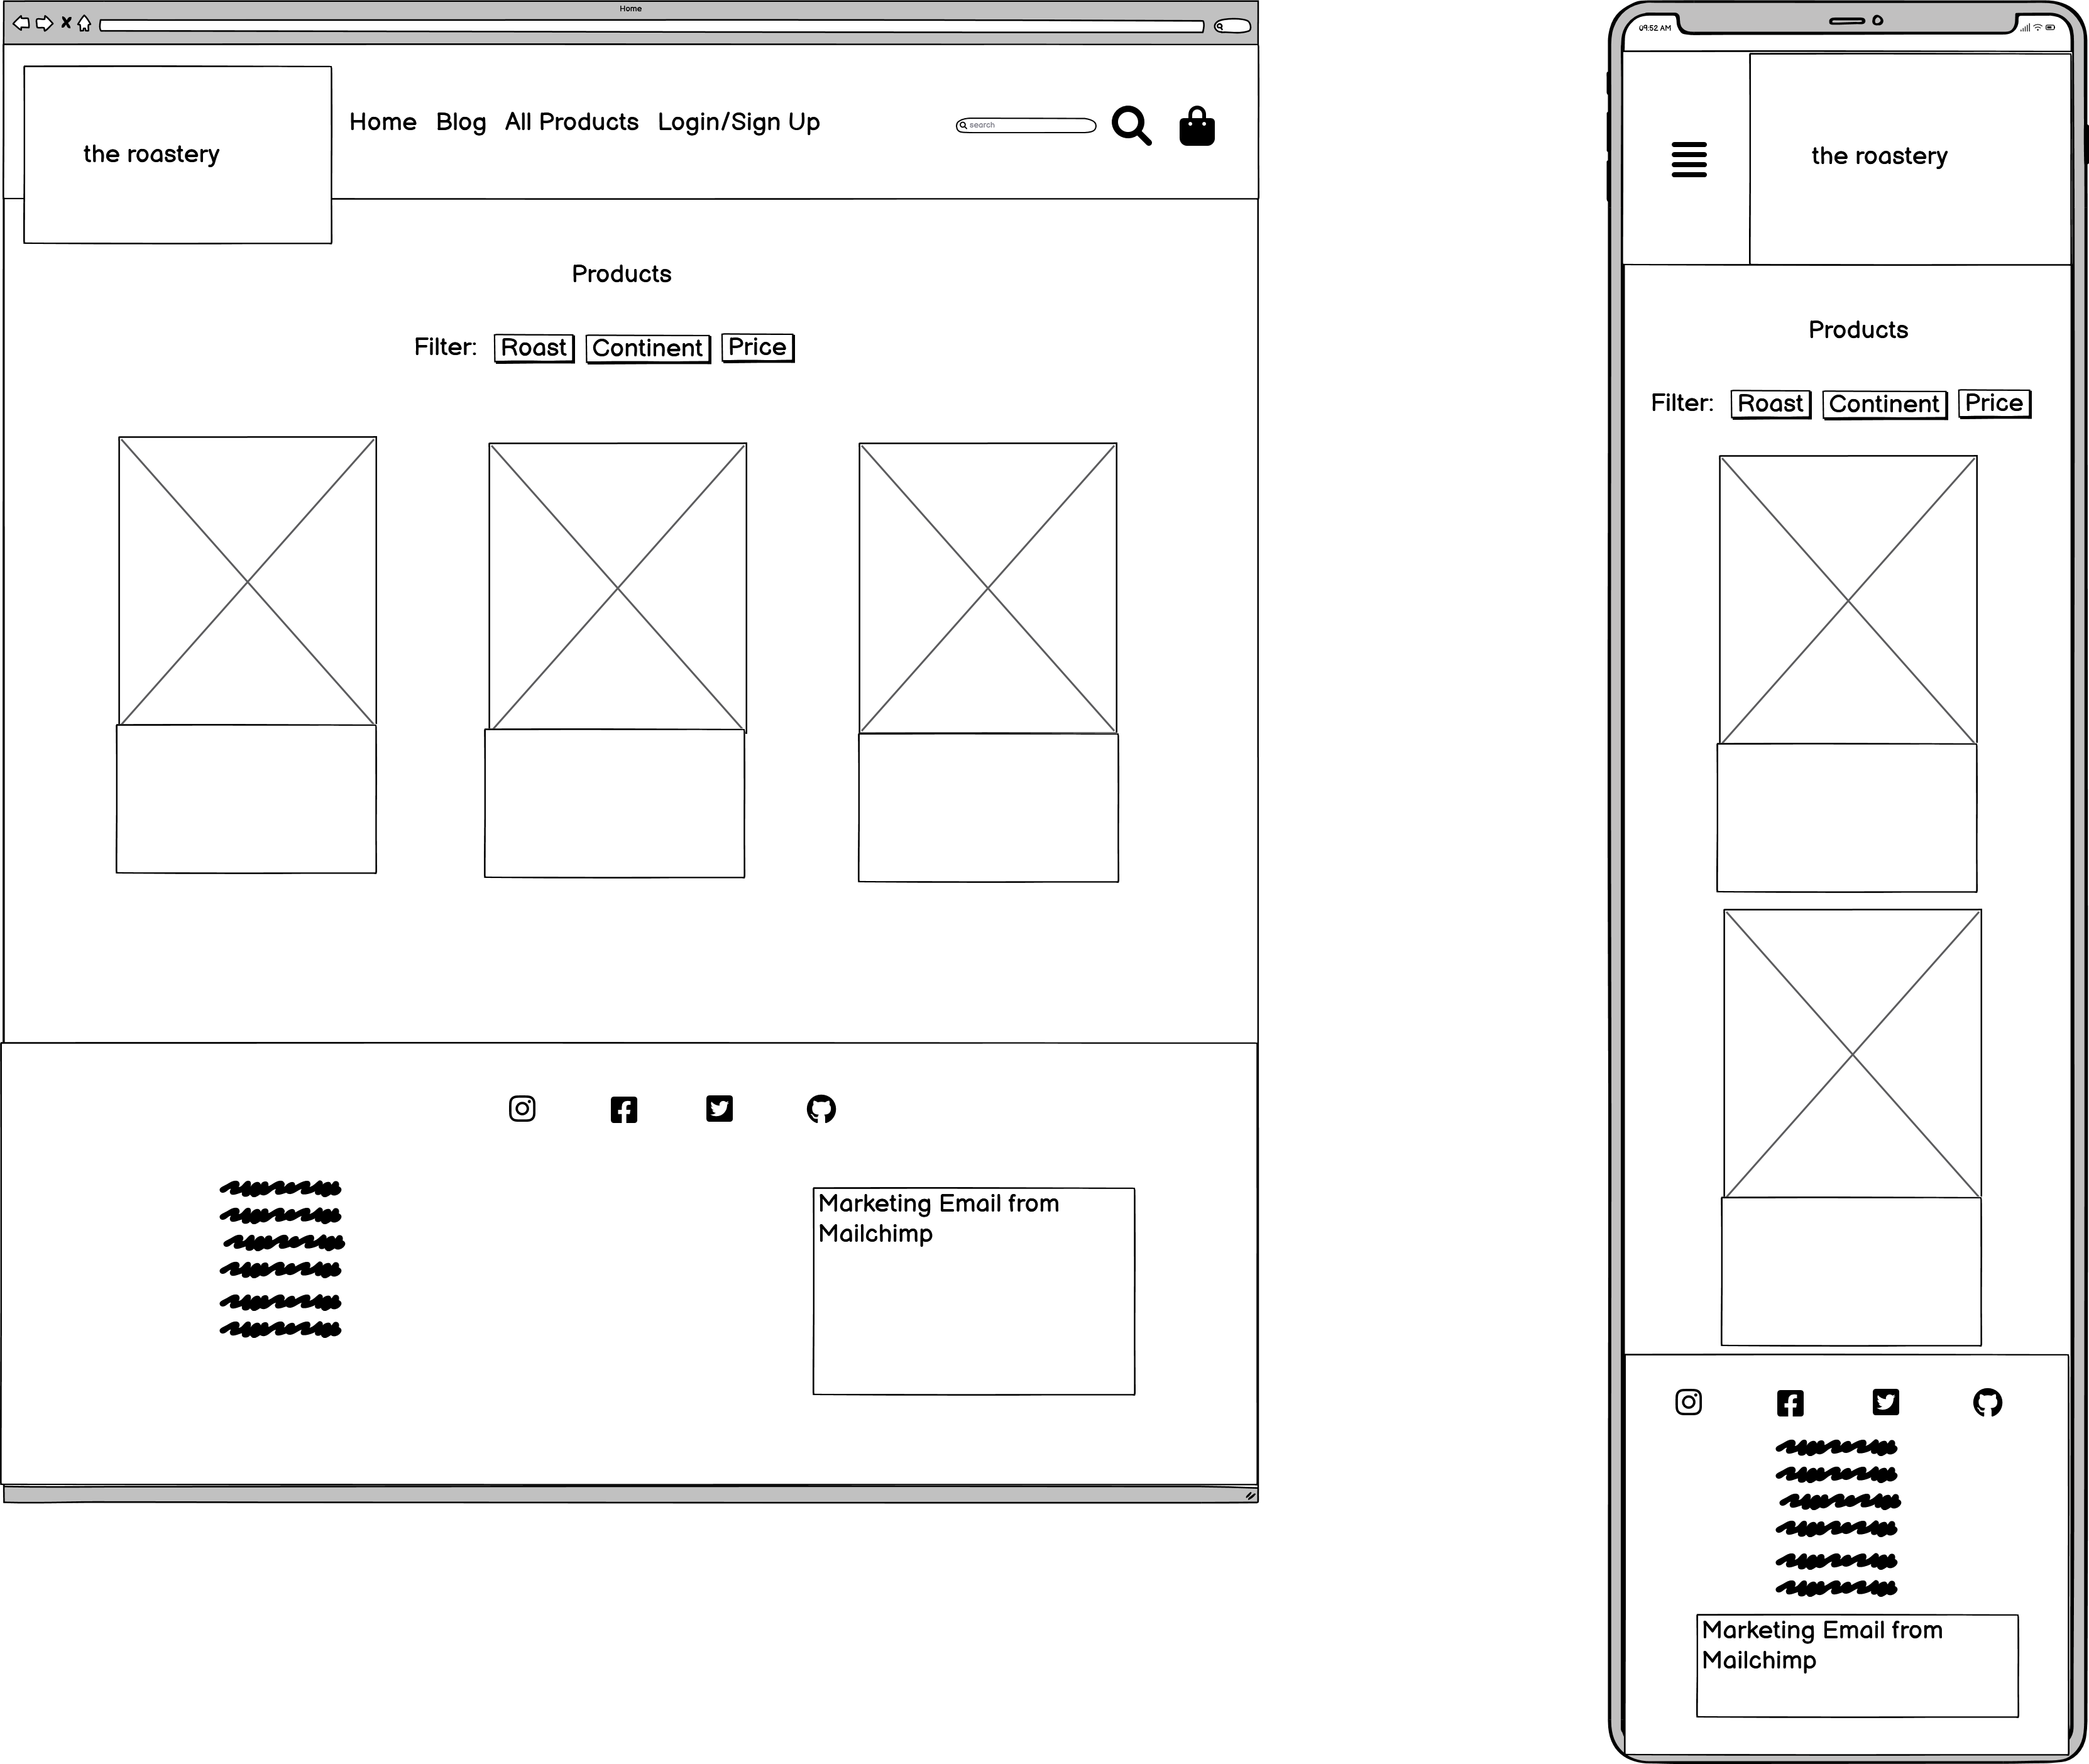 Home
the roastery
Home Blog All Products Login/Sign Up
search
Products
Filter: Roast Continent Price
Marketing Email from
Mailchimp
09:52 AM
the roastery
Products
Filter: Roast Continent Price
Marketing Email from
Mailchimp